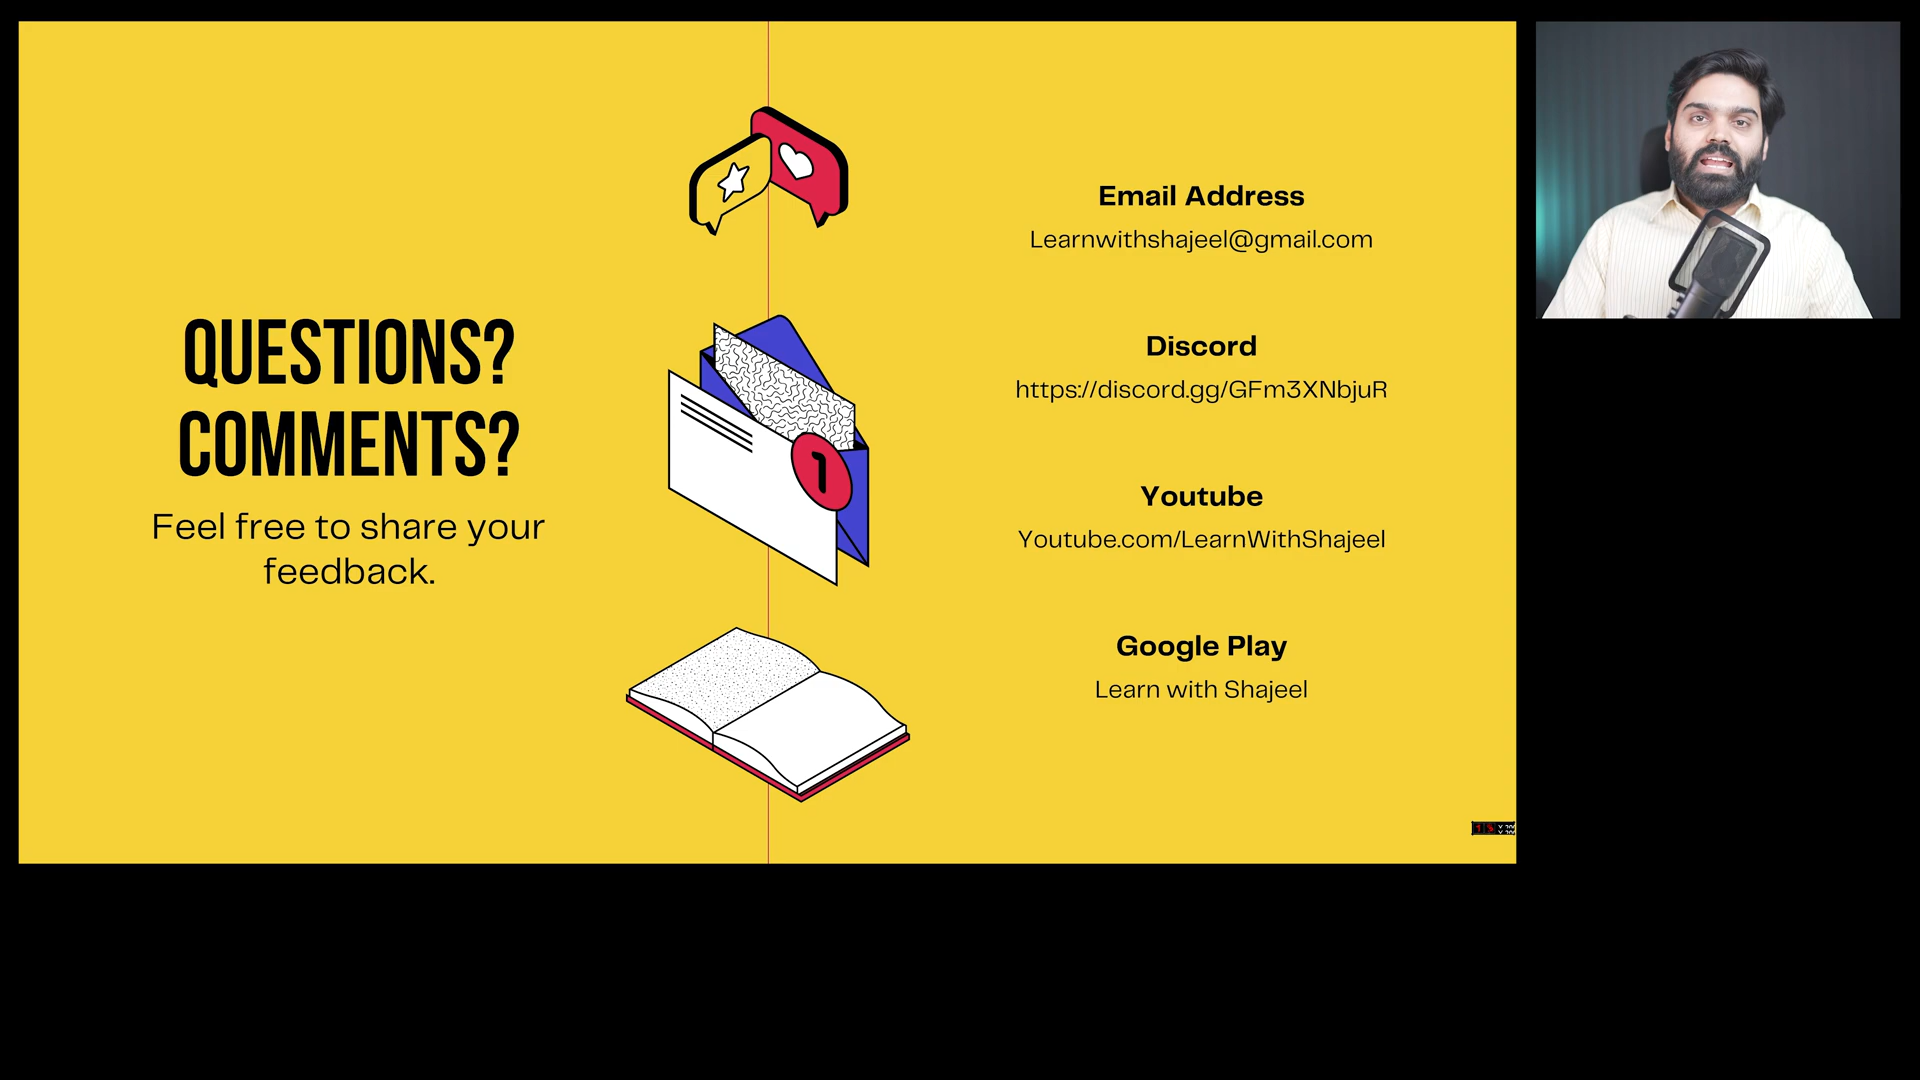 QUESTIONS?
COMMENTS?
Feel free to share your
feedback.
1
Email Address
Learnwithshajeel@gmail.com
Discord
https://discord.gg/GFm3XNbjuR
Youtube
Youtube.com/LearnWithShajeel
Google Play
Learn with Shajeel